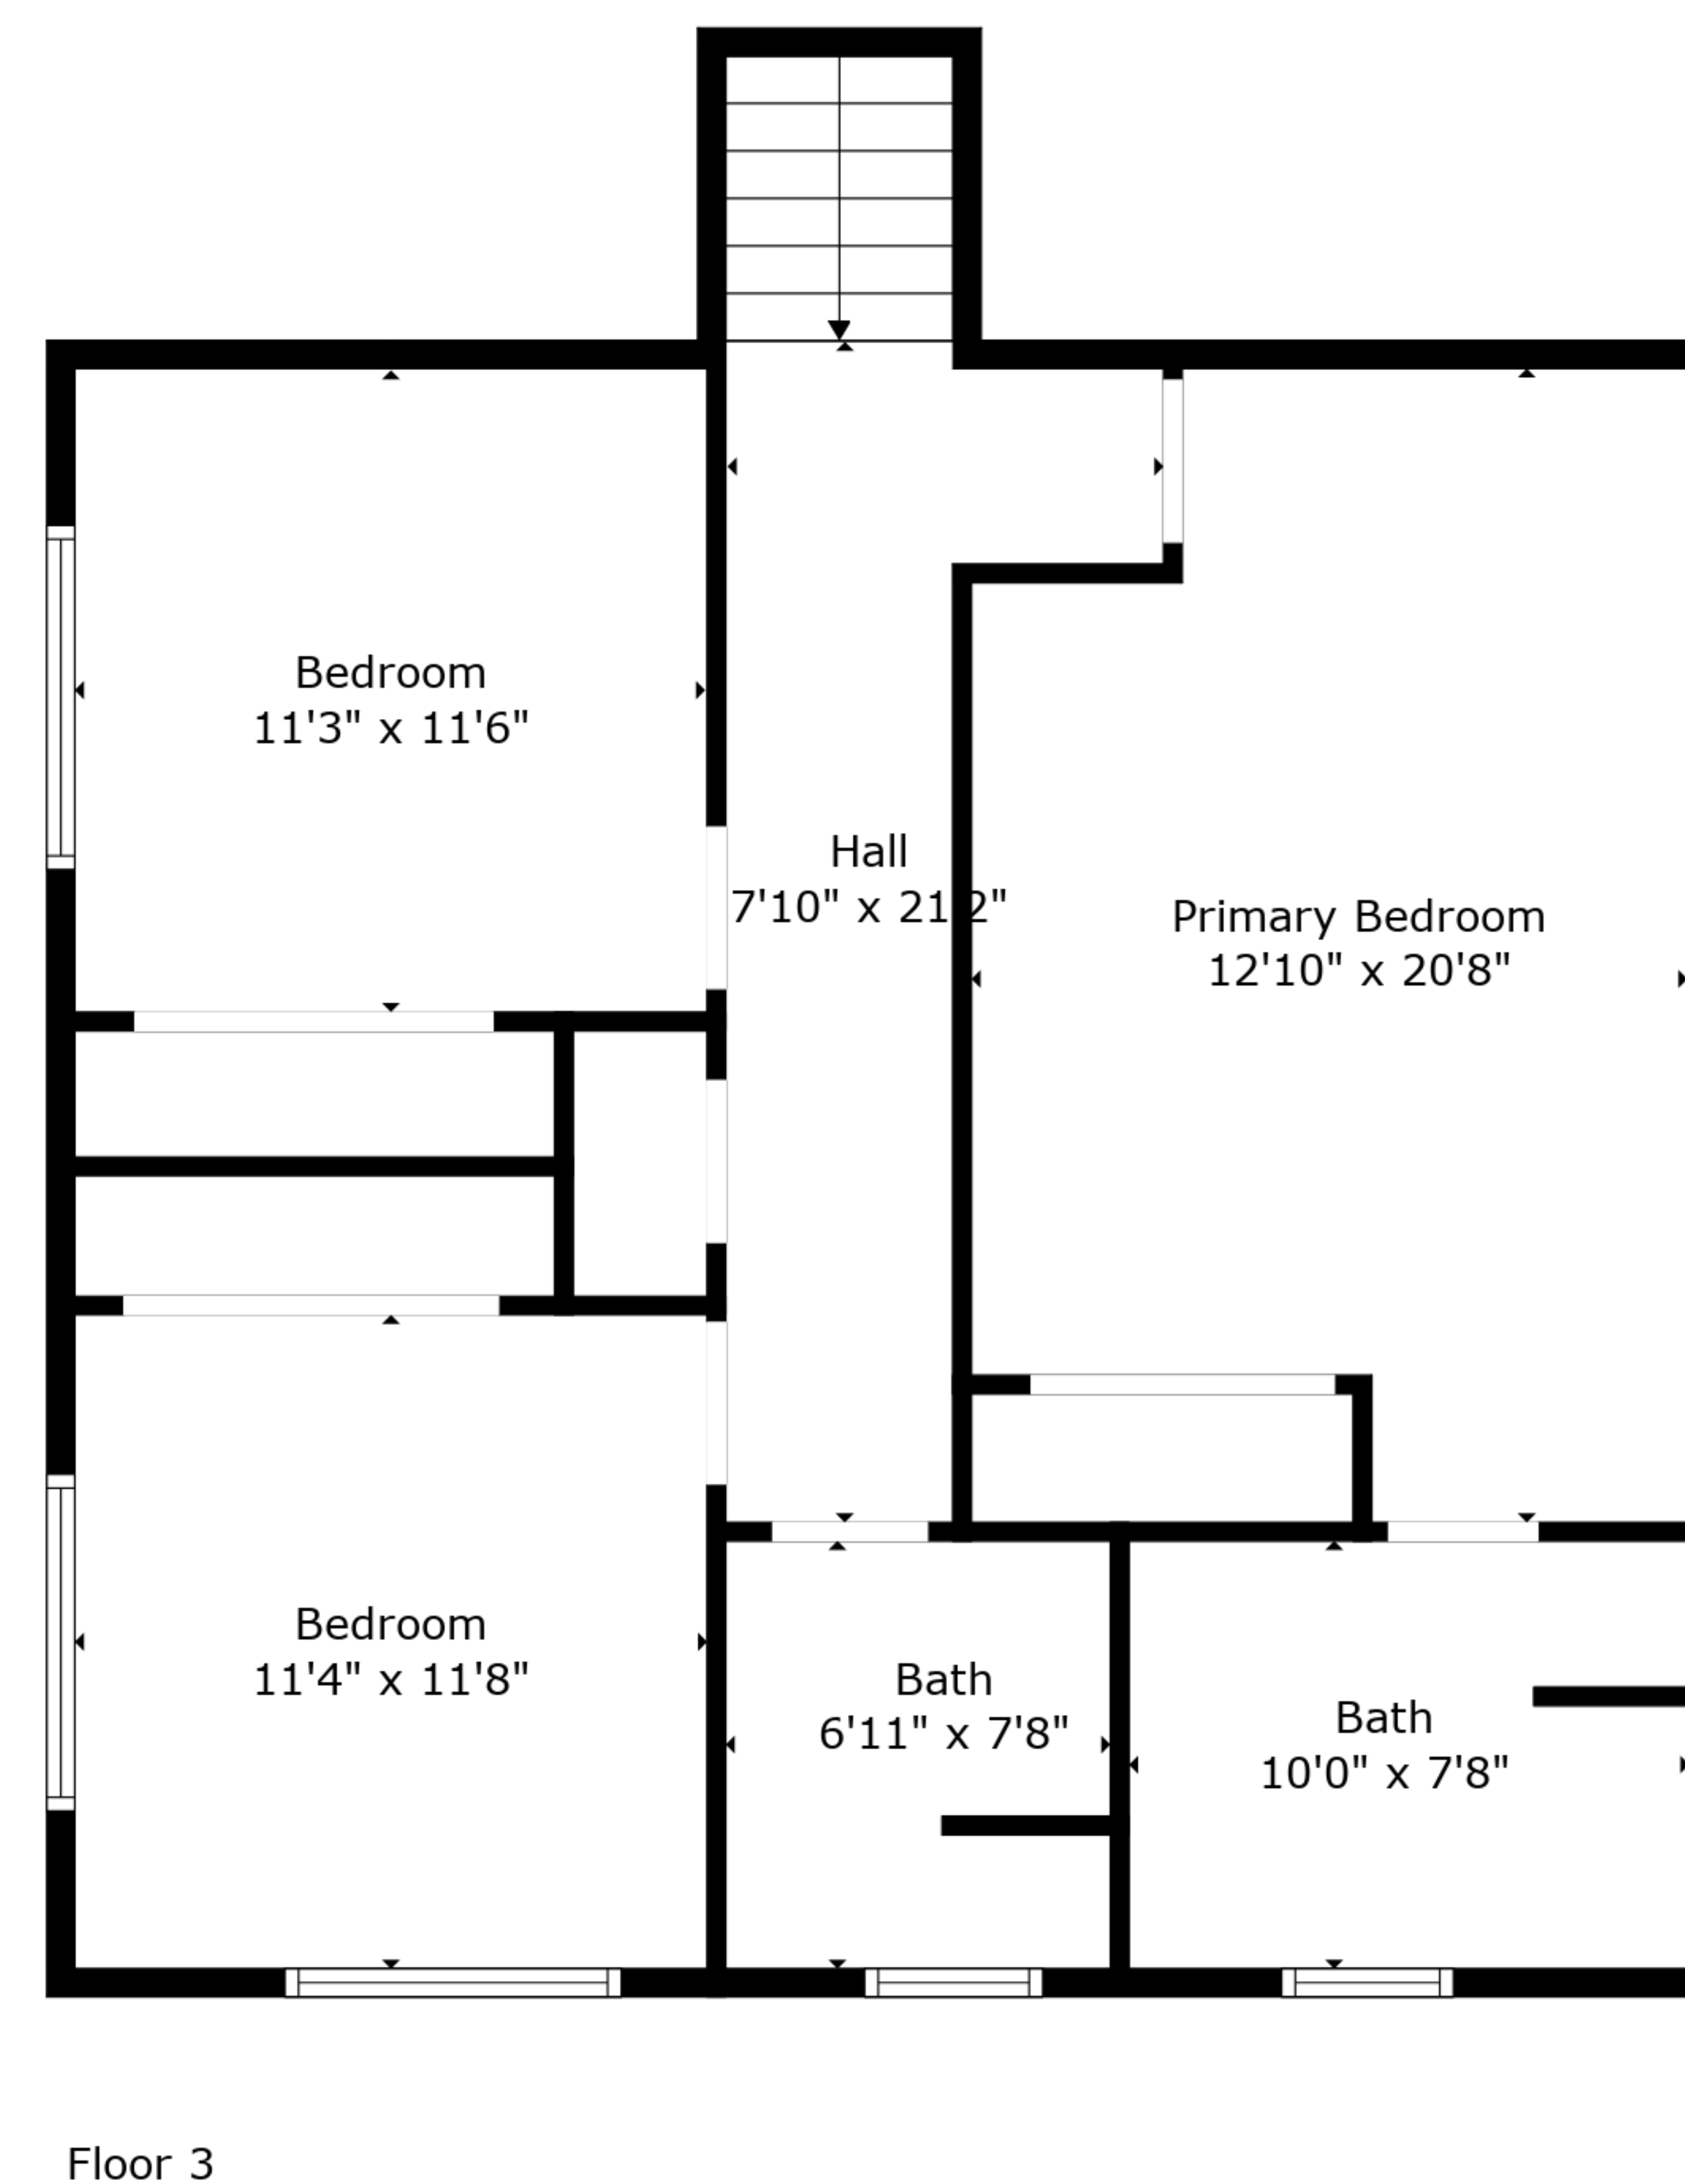 Bedroom
11'3" x 11'6"
Hall
7'10" x 21'2"
Primary Bedroom
12'10" x 20'8"
Bedroom
11'4" x 11'8"
Bath
6'11" x 7'8"
Bath
10'0" x 7'8"
Floor 3